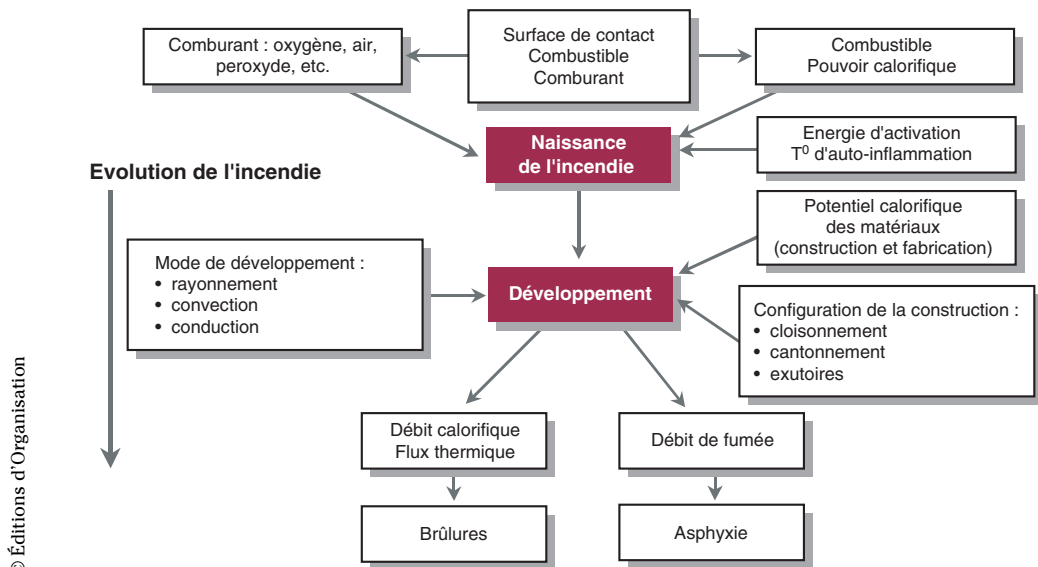 Comburant : oxygène, air,
peroxyde, etc.
Surface de contact
Combustible
Comburant
Combustible
Pouvoir calorifique
Naissance
de l'incendie
Energie d'activation
T⁰ d'auto-inflammation
Evolution de l'incendie
Potentiel calorifique
des matériaux
(construction et fabrication)
Mode de développement :
• rayonnement
• convection
• conduction
Développement
Configuration de la construction :
• cloisonnement
• cantonnement
• exutoires
Débit calorifique
Flux thermique
Débit de fumée
Brûlures
Asphyxie
© Éditions d'Organisation